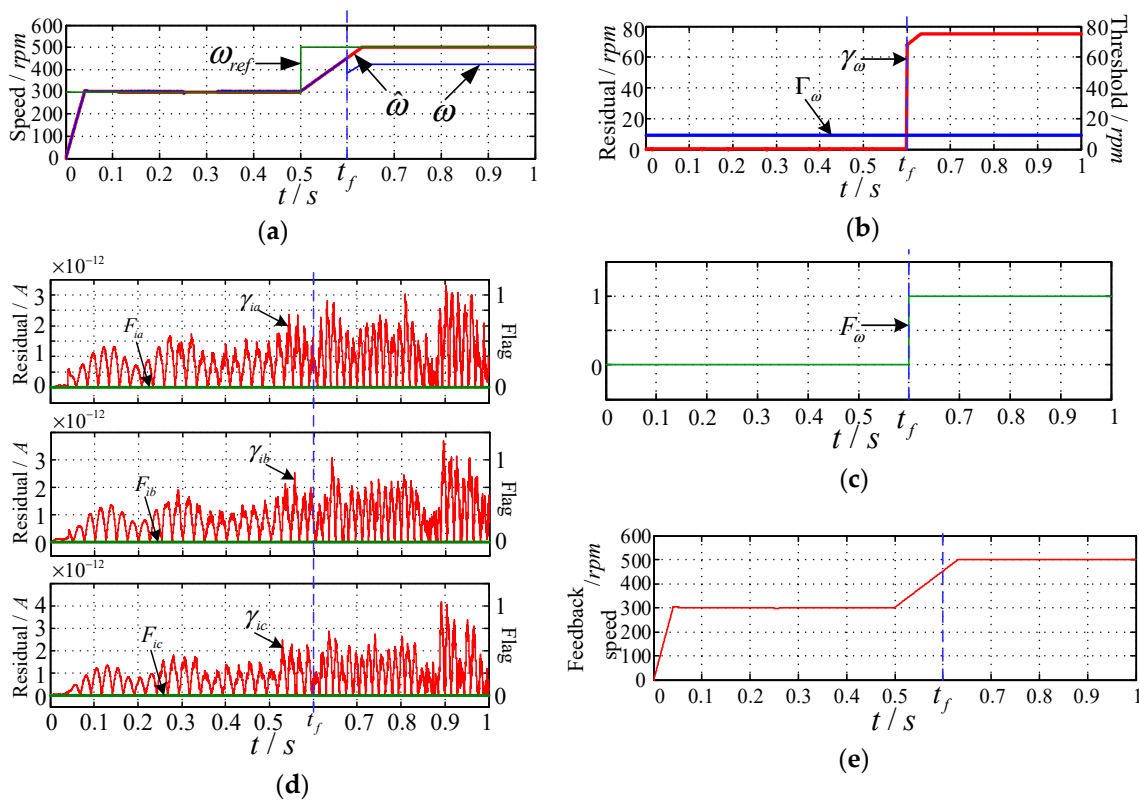 600
500
400
300
200
100
0
Speed / rpm
ω_ref
ω̂
ω
0 0.1 0.2 0.3 0.4 0.5 t_f 0.7 0.8 0.9 1
t / s
(a)
80
60
40
20
0
Residual / rpm
γ_ω
Γ_ω
80
60
40
20
0
Threshold / rpm
0 0.1 0.2 0.3 0.4 0.5 t_f 0.7 0.8 0.9 1
t / s
(b)
0 0.1 0.2 0.3 0.4 0.5 t_f 0.7 0.8 0.9 1
1
0
F_ω
t / s
(c)
×10⁻¹²
3
2
1
0
Residual / A
F_ia
γ_ia
1
0
Flag
×10⁻¹²
3
2
1
0
Residual / A
F_ib
γ_ib
1
0
Flag
×10⁻¹²
4
3
2
1
0
Residual / A
F_ic
γ_ic
1
0
Flag
0 0.1 0.2 0.3 0.4 0.5 t_f 0.7 0.8 0.9 1
t / s
(d)
600
500
400
300
200
100
0
Feedback
speed /rpm
0 0.1 0.2 0.3 0.4 0.5 t_f 0.7 0.8 0.9 1
t / s
(e)